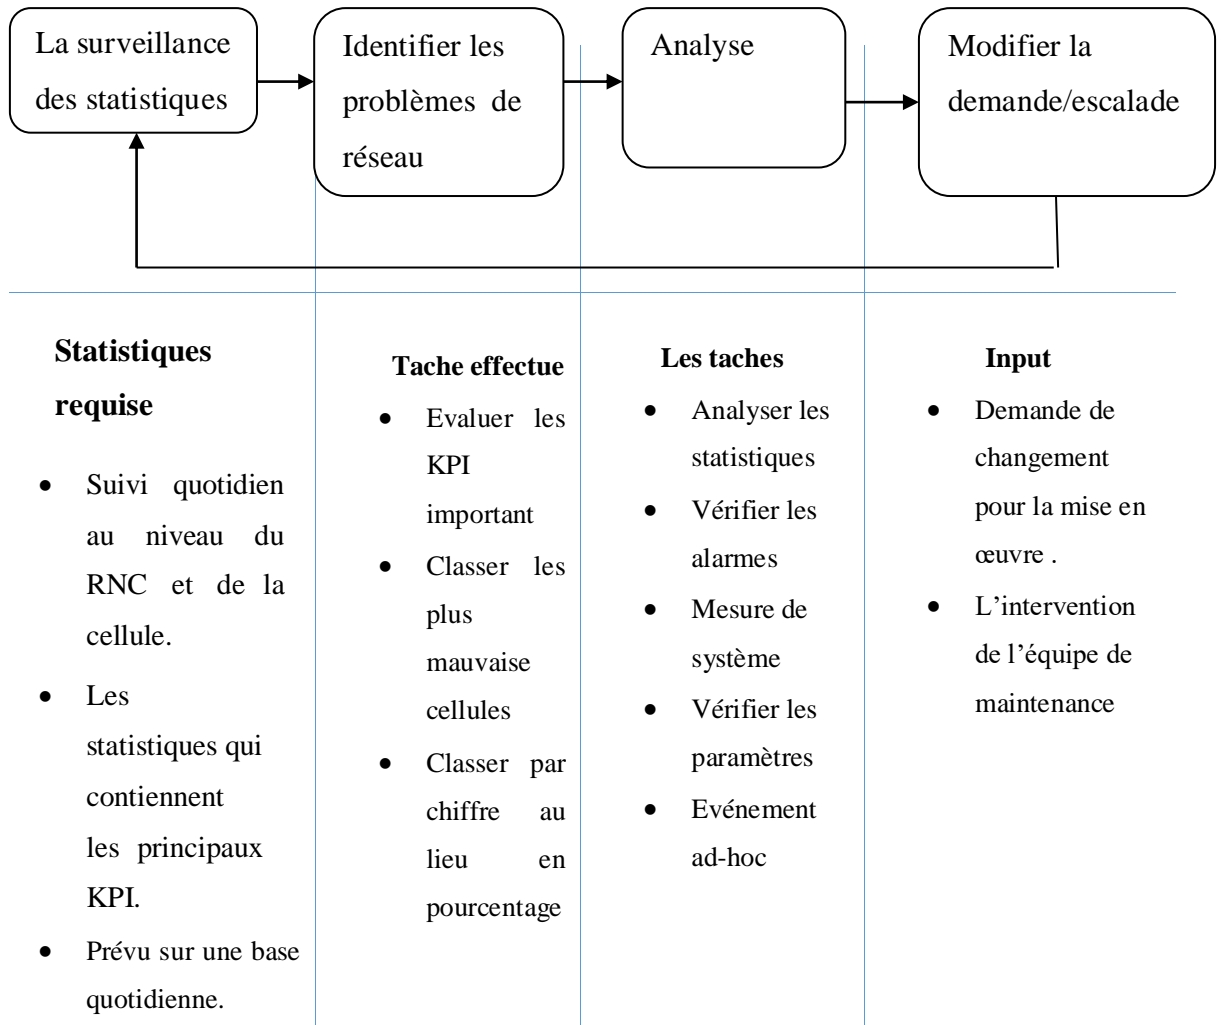 La surveillance
des statistiques
Identifier les
problèmes de
réseau
Analyse
Modifier la
demande/escalade
Statistiques
requise
Suivi quotidien
au niveau du
RNC et de la
cellule.
Les
statistiques qui
contiennent
les principaux
KPI.
Prévu sur une base
quotidienne.
Tache effectue
Evaluer les
KPI
important
Classer les
plus
mauvaise
cellules
Classer par
chiffre au
lieu en
pourcentage
Les taches
Analyser les
statistiques
Vérifier les
alarmes
Mesure de
système
Vérifier les
paramètres
Evénement
ad-hoc
Input
Demande de
changement
pour la mise en
œuvre .
L’intervention
de l’équipe de
maintenance